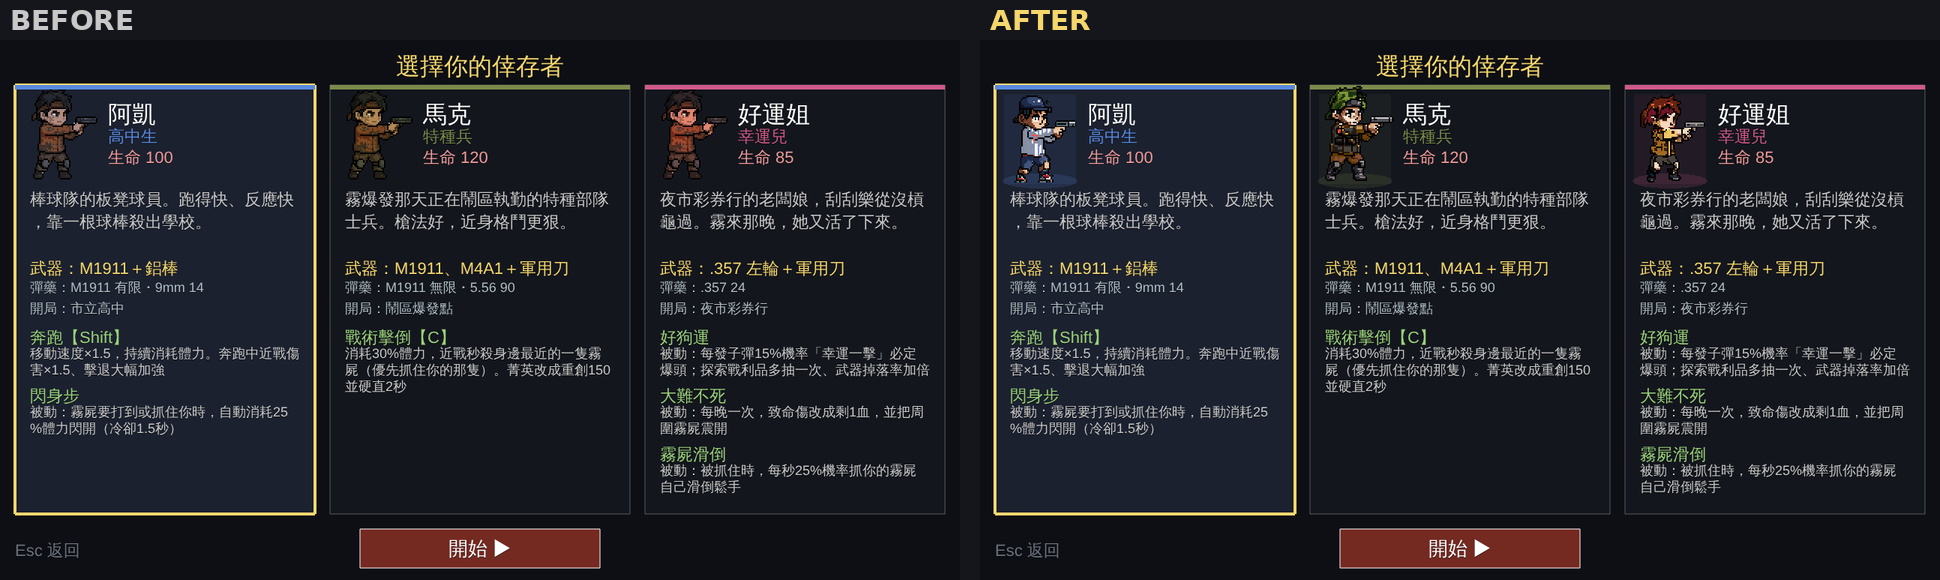 BEFORE
選擇你的倖存者
阿凱
高中生
生命 100
棒球隊的板凳球員。跑得快、反應快
，靠一根球棒殺出學校。
武器：M1911＋鋁棒
彈藥：M1911 有限・9mm 14
開局：市立高中
奔跑【Shift】
移動速度×1.5，持續消耗體力。奔跑中近戰傷
害×1.5、擊退大幅加強
閃身步
被動：霧屍要打到或抓住你時，自動消耗25
%體力閃開（冷卻1.5秒）
馬克
特種兵
生命 120
霧爆發那天正在鬧區執勤的特種部隊
士兵。槍法好，近身格鬥更狠。
武器：M1911、M4A1＋軍用刀
彈藥：M1911 無限・5.56 90
開局：鬧區爆發點
戰術擊倒【C】
消耗30%體力，近戰秒殺身邊最近的一隻霧
屍（優先抓住你的那隻）。菁英改成重創150
並硬直2秒
好運姐
幸運兒
生命 85
夜市彩券行的老闆娘，刮刮樂從沒槓
龜過。霧來那晚，她又活了下來。
武器：.357 左輪＋軍用刀
彈藥：.357 24
開局：夜市彩券行
好狗運
被動：每發子彈15%機率「幸運一擊」必定
爆頭；探索戰利品多抽一次、武器掉落率加倍
大難不死
被動：每晚一次，致命傷改成剩1血，並把周
圍霧屍震開
霧屍滑倒
被動：被抓住時，每秒25%機率抓你的霧屍
自己滑倒鬆手
Esc 返回
開始 ▶
AFTER
選擇你的倖存者
阿凱
高中生
生命 100
棒球隊的板凳球員。跑得快、反應快
，靠一根球棒殺出學校。
武器：M1911＋鋁棒
彈藥：M1911 有限・9mm 14
開局：市立高中
奔跑【Shift】
移動速度×1.5，持續消耗體力。奔跑中近戰傷
害×1.5、擊退大幅加強
閃身步
被動：霧屍要打到或抓住你時，自動消耗25
%體力閃開（冷卻1.5秒）
馬克
特種兵
生命 120
霧爆發那天正在鬧區執勤的特種部隊
士兵。槍法好，近身格鬥更狠。
武器：M1911、M4A1＋軍用刀
彈藥：M1911 無限・5.56 90
開局：鬧區爆發點
戰術擊倒【C】
消耗30%體力，近戰秒殺身邊最近的一隻霧
屍（優先抓住你的那隻）。菁英改成重創150
並硬直2秒
好運姐
幸運兒
生命 85
夜市彩券行的老闆娘，刮刮樂從沒槓
龜過。霧來那晚，她又活了下來。
武器：.357 左輪＋軍用刀
彈藥：.357 24
開局：夜市彩券行
好狗運
被動：每發子彈15%機率「幸運一擊」必定
爆頭；探索戰利品多抽一次、武器掉落率加倍
大難不死
被動：每晚一次，致命傷改成剩1血，並把周
圍霧屍震開
霧屍滑倒
被動：被抓住時，每秒25%機率抓你的霧屍
自己滑倒鬆手
Esc 返回
開始 ▶